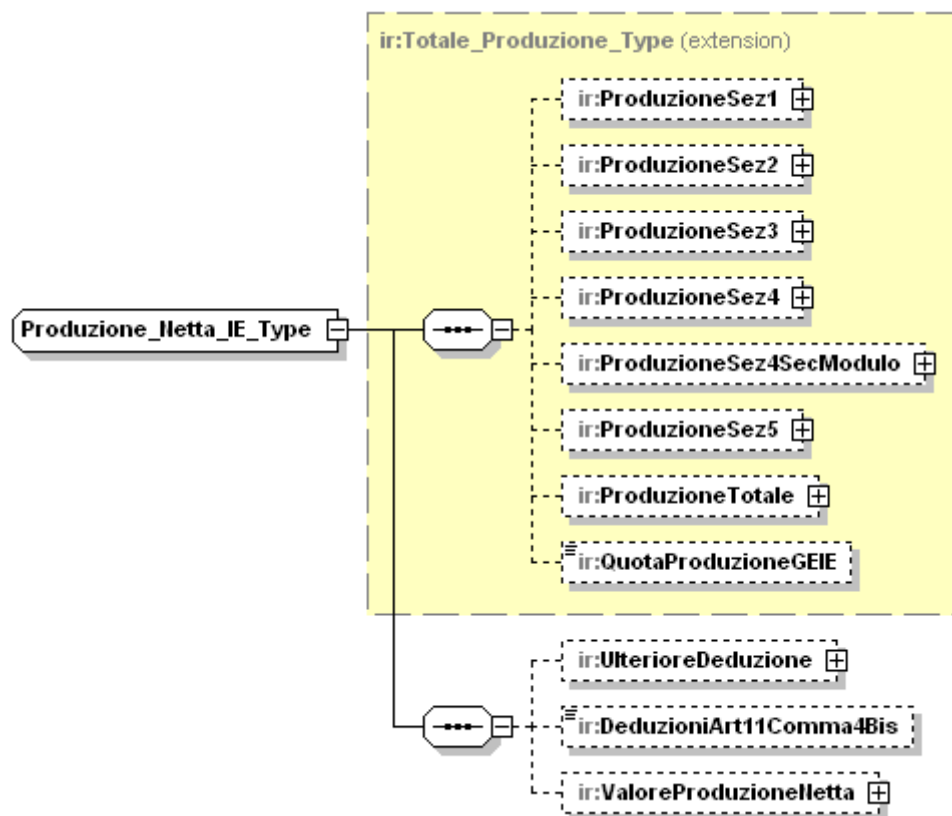 ir:Totale_Produzione_Type (extension)
ir:ProduzioneSez1
ir:ProduzioneSez2
ir:ProduzioneSez3
ir:ProduzioneSez4
Produzione_Netta_IE_Type
ir:ProduzioneSez4SecModulo
ir:ProduzioneSez5
ir:ProduzioneTotale
ir:QuotaProduzioneGEIE
ir:UlterioreDeduzione
ir:DeduzioniArt11Comma4Bis
ir:ValoreProduzioneNetta